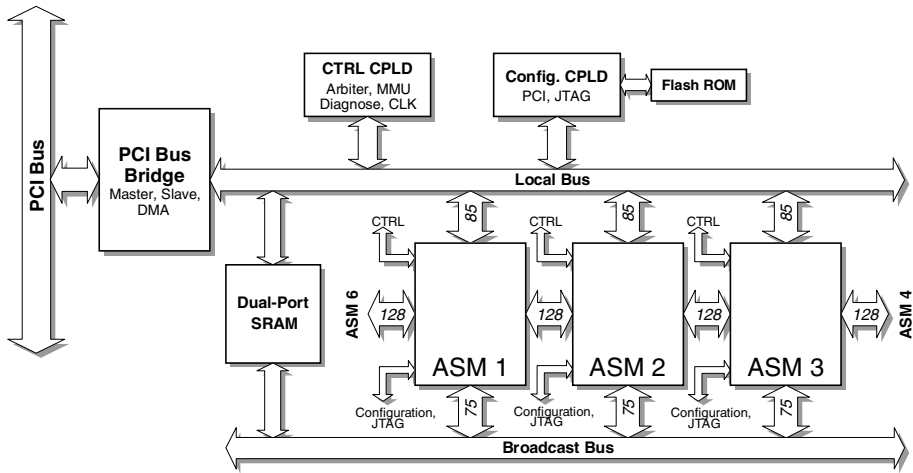 CTRL CPLD
Arbiter, MMU
Diagnose, CLK
Config. CPLD
PCI, JTAG
Flash ROM
PCI Bus
PCI Bus
Bridge
Master, Slave,
DMA
Local Bus
85
85
85
CTRL
CTRL
CTRL
Dual-Port
SRAM
ASM 6
128
128
128
128
ASM 4
ASM 1
ASM 2
ASM 3
Configuration,
JTAG
75
Configuration,
JTAG
75
Configuration,
JTAG
75
Broadcast Bus